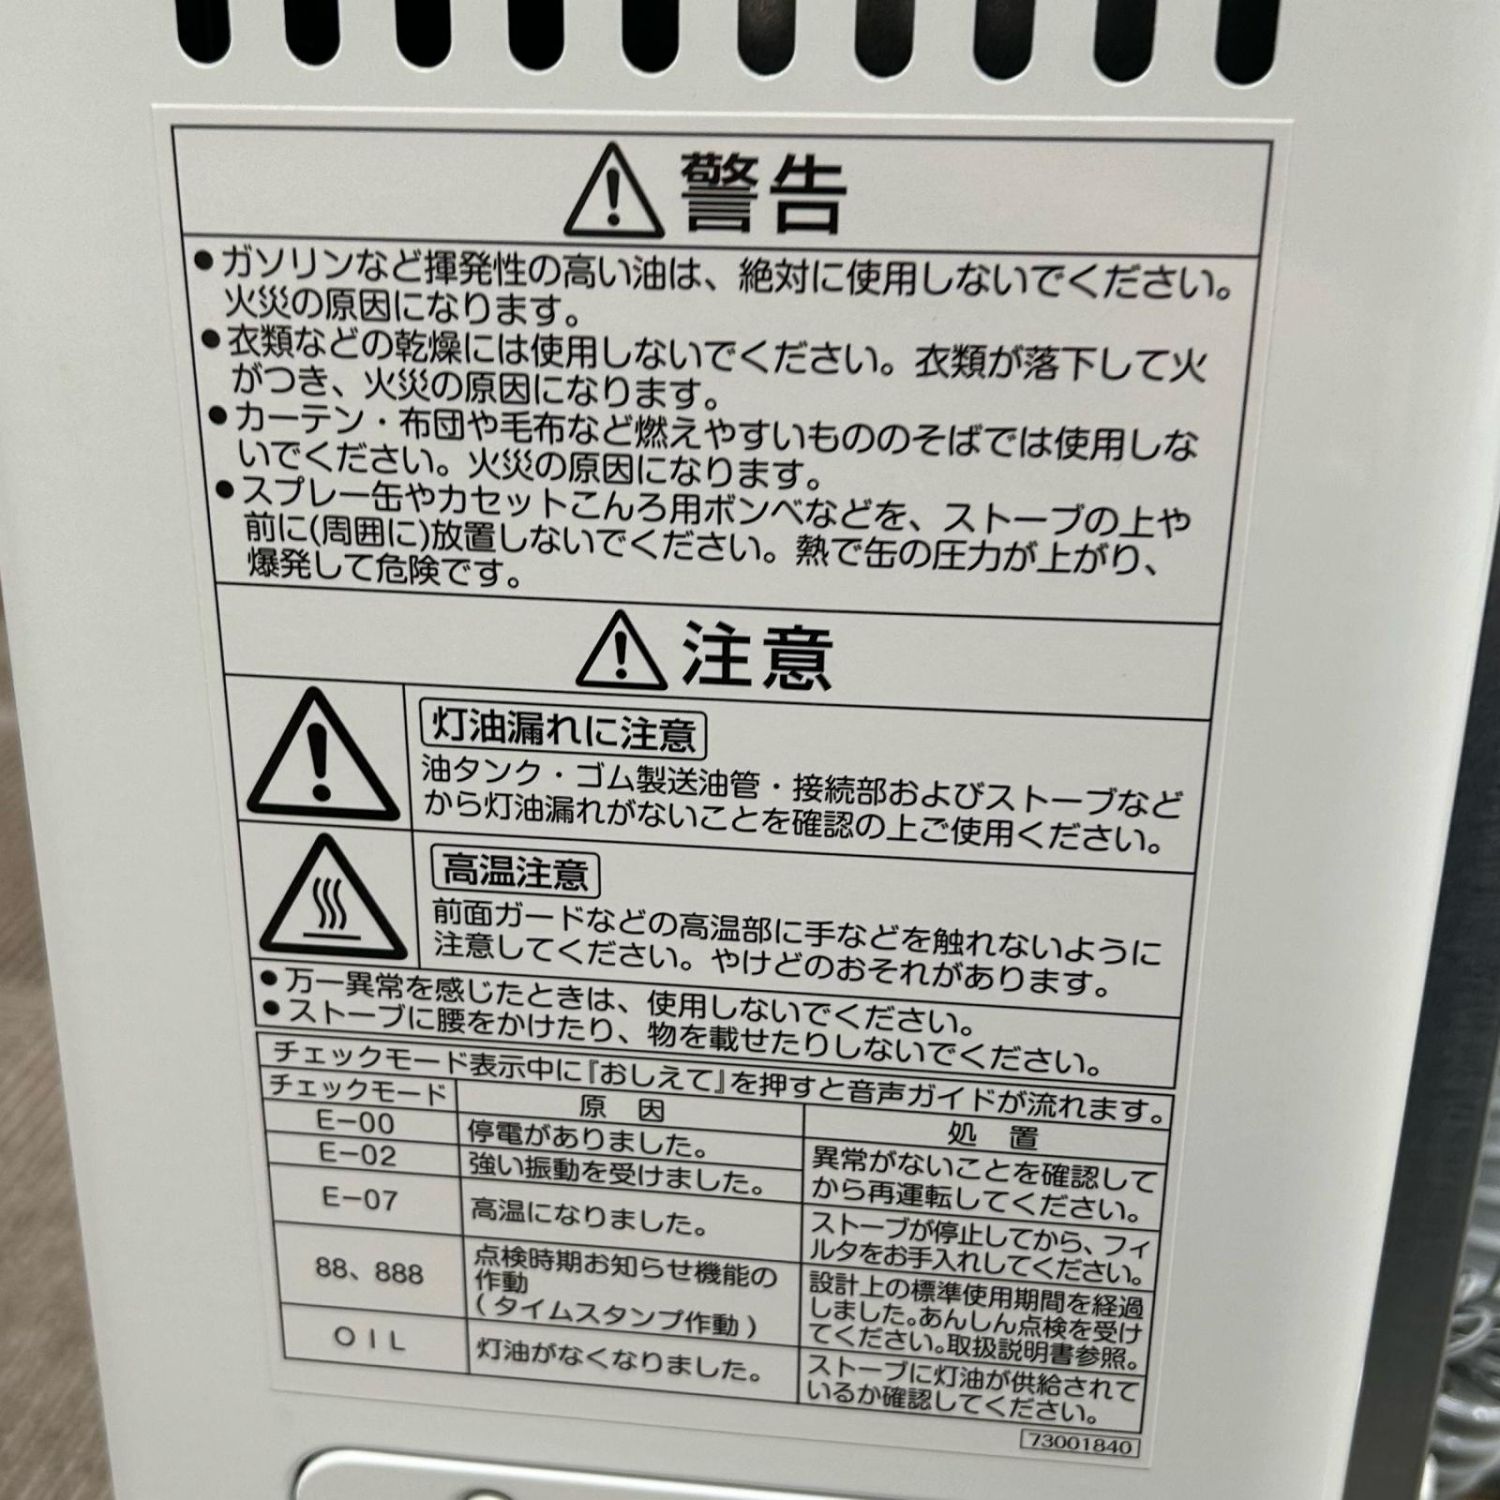 警告
●ガソリンなど揮発性の高い油は、絶対に使用しないでください。
火災の原因になります。
●衣類などの乾燥には使用しないでください。衣類が落下して火
がつき、火災の原因になります。
●カーテン・布団や毛布など燃えやすいもののそばでは使用しな
いでください。火災の原因になります。
●スプレー缶やカセットこんろ用ボンベなどを、ストーブの上や
前に(周囲に)放置しないでください。熱で缶の圧力が上がり、
爆発して危険です。
注意
灯油漏れに注意
油タンク・ゴム製送油管・接続部およびストーブなど
から灯油漏れがないことを確認の上ご使用ください。
高温注意
前面ガードなどの高温部に手などを触れないように
注意してください。やけどのおそれがあります。
●万一異常を感じたときは、使用しないでください。
●ストーブに腰をかけたり、物を載せたりしないでください。
チェックモード表示中に『おしえて』を押すと音声ガイドが流れます。
チェックモード 原因 処置
E-00 停電がありました。
E-02 強い振動を受けました。
異常がないことを確認して
から再運転してください。
E-07 高温になりました。
ストーブが停止してから、フィ
ルタをお手入れしてください。
88、888 点検時期お知らせ機能の
作動
(タイムスタンプ作動)
設計上の標準使用期間を経過
しました。あんしん点検を受け
てください。取扱説明書参照。
OIL 灯油がなくなりました。
ストーブに灯油が供給されて
いるか確認してください。
73001840